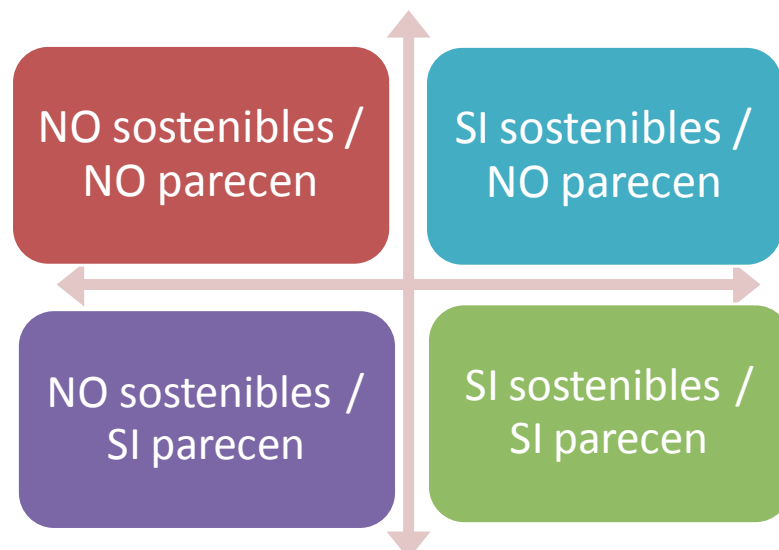 NO sostenibles /
NO parecen
SI sostenibles /
NO parecen
NO sostenibles /
SI parecen
SI sostenibles /
SI parecen